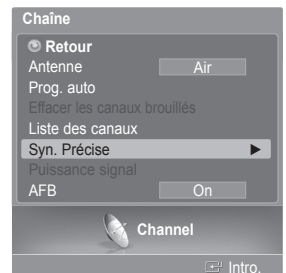 Chaîne
Retour
Antenne Air
Prog. auto
Effacer les canaux brouillés
Liste des canaux
Syn. Précise
Puissance signal
AFB On
Channel
Intro.